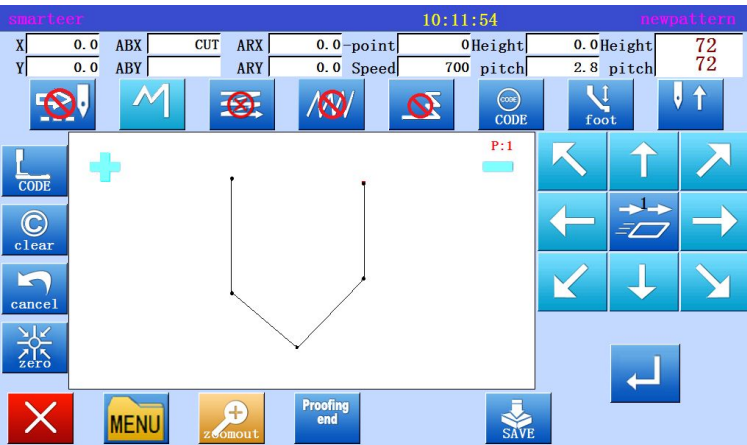 smarteer 10:11:54 newpattern
X 0.0 ABX CUT ARX 0.0 -point 0 Height 0.0 Height 72
Y 0.0 ABY ARY 0.0 Speed 700 pitch 2.8 pitch 72
CODE
CODE
foot
P:1
CODE
1
clear
cancel
zero
MENU
zoomout
Proofing
end
SAVE